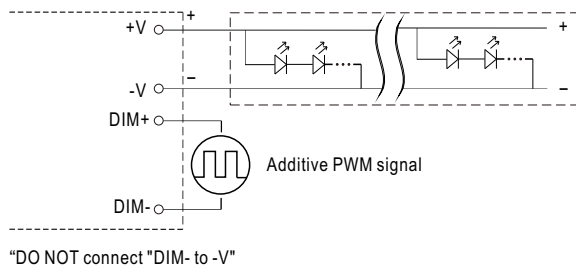 +V
+
+
-V
–
–
DIM+
Additive PWM signal
DIM-
“DO NOT connect "DIM- to -V"